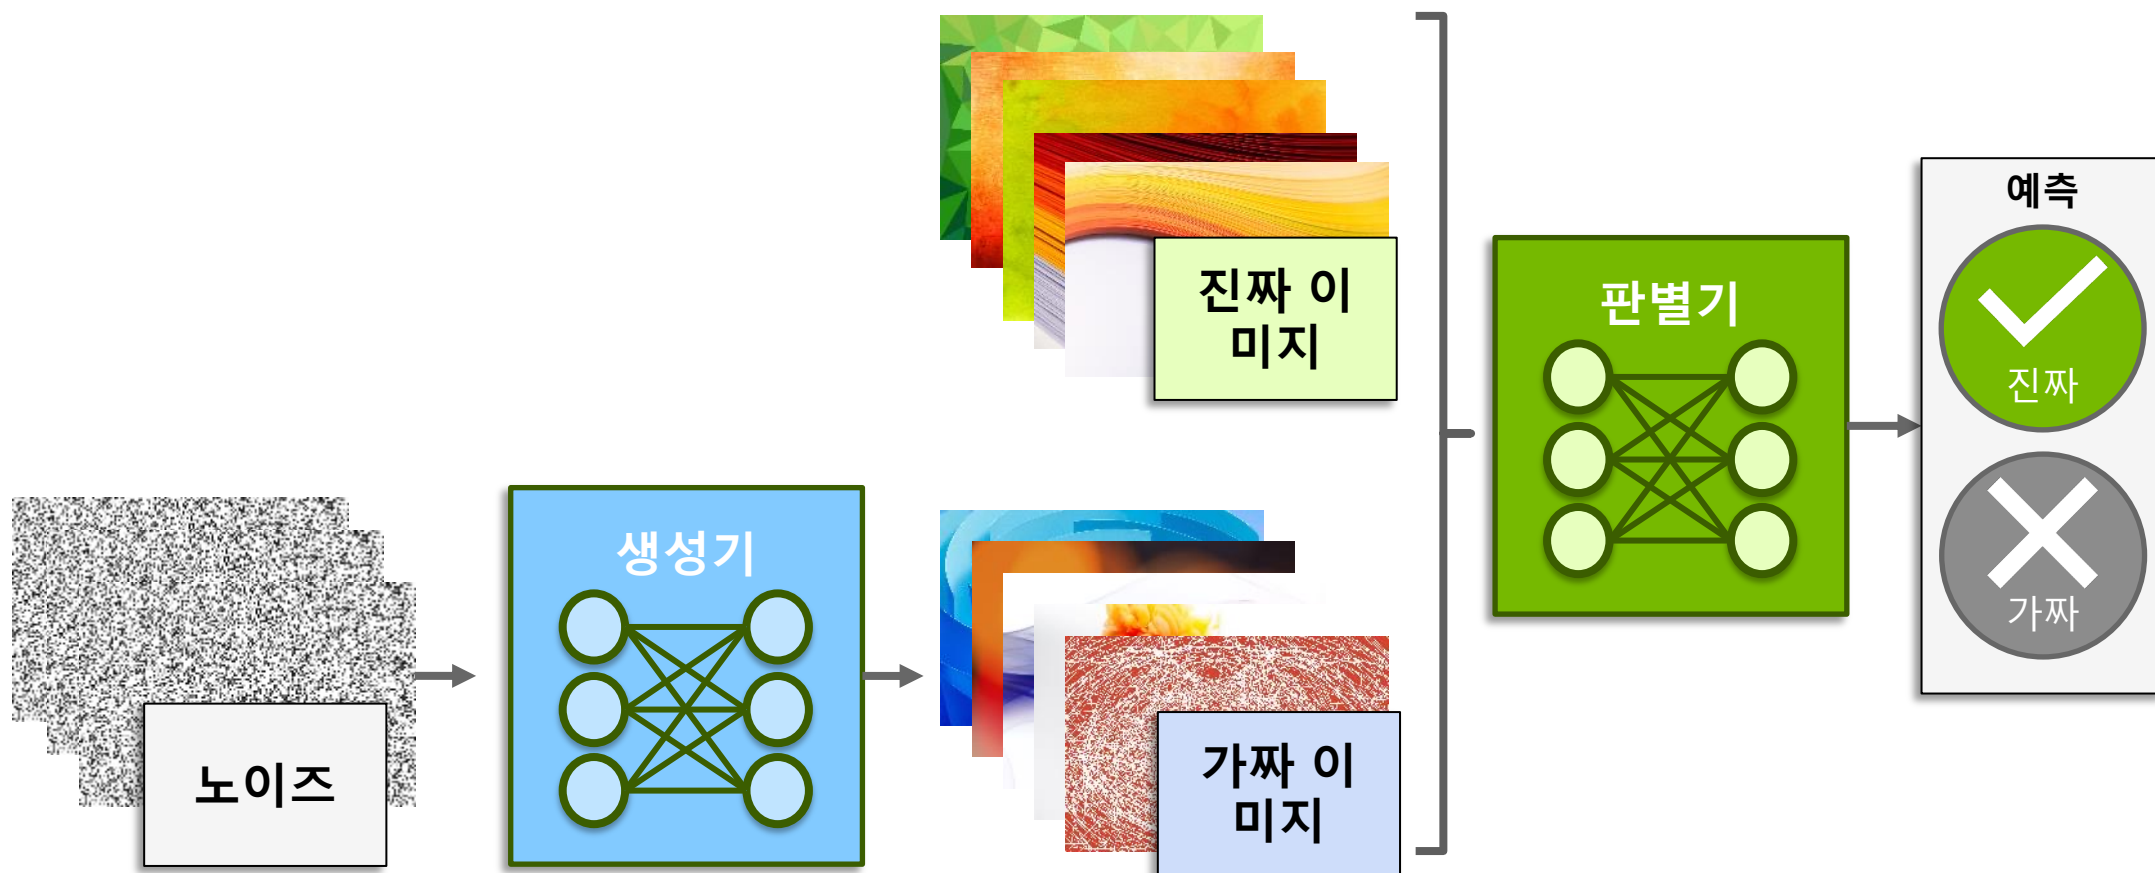 진짜 이
미지
판별기
예측
진짜
가짜
노이즈
생성기
가짜 이
미지